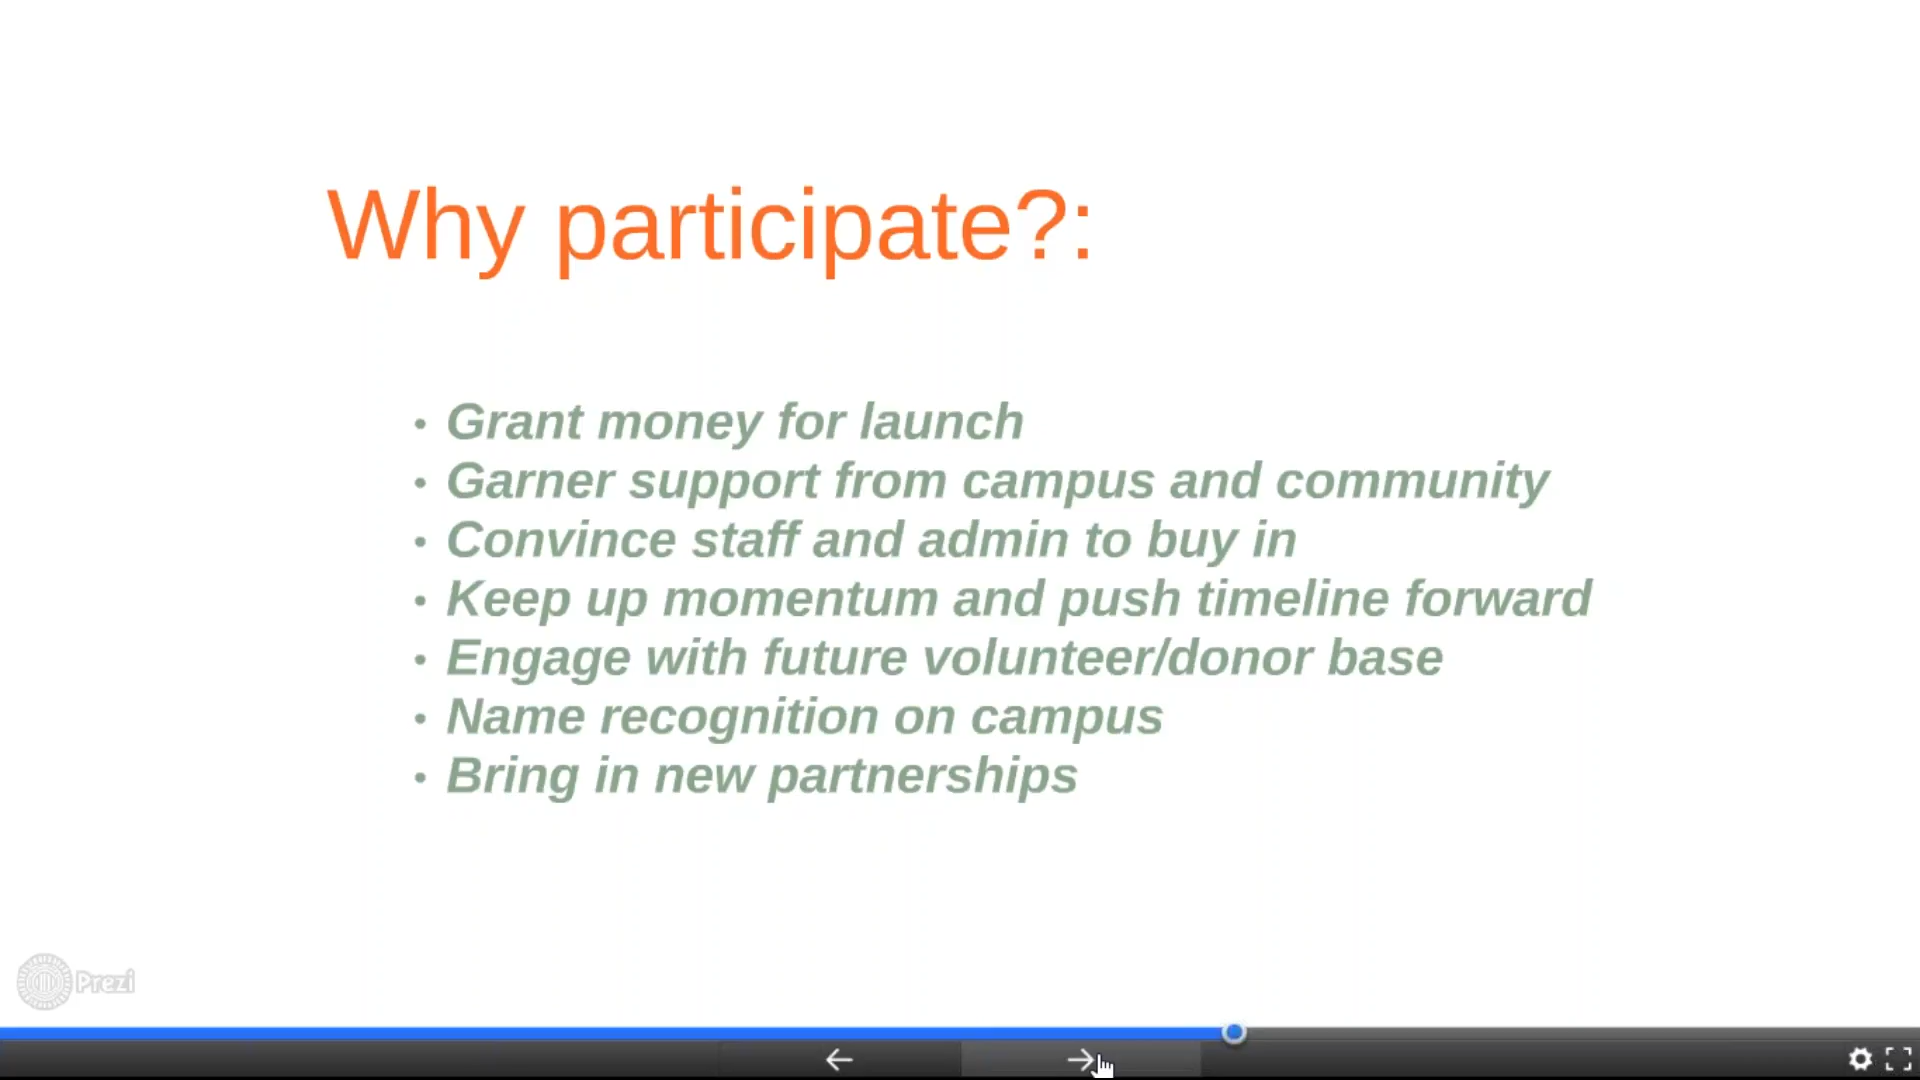 Why participate?:
• Grant money for launch
• Garner support from campus and community
• Convince staff and admin to buy in
• Keep up momentum and push timeline forward
• Engage with future volunteer/donor base
• Name recognition on campus
• Bring in new partnerships
Prezi